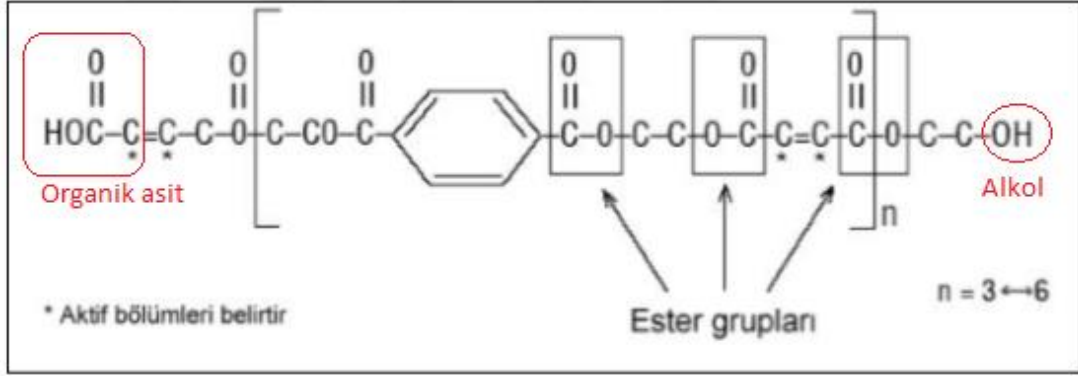 O O O O O O
HOC–C=C–C–O–C–CO–C– –C–O–C–C–O–C–C=C–C–O–C–C–OH
* * * *
Organik asit
Alkol
n
* Aktif bölümleri belirtir
Ester grupları
n = 3↔6